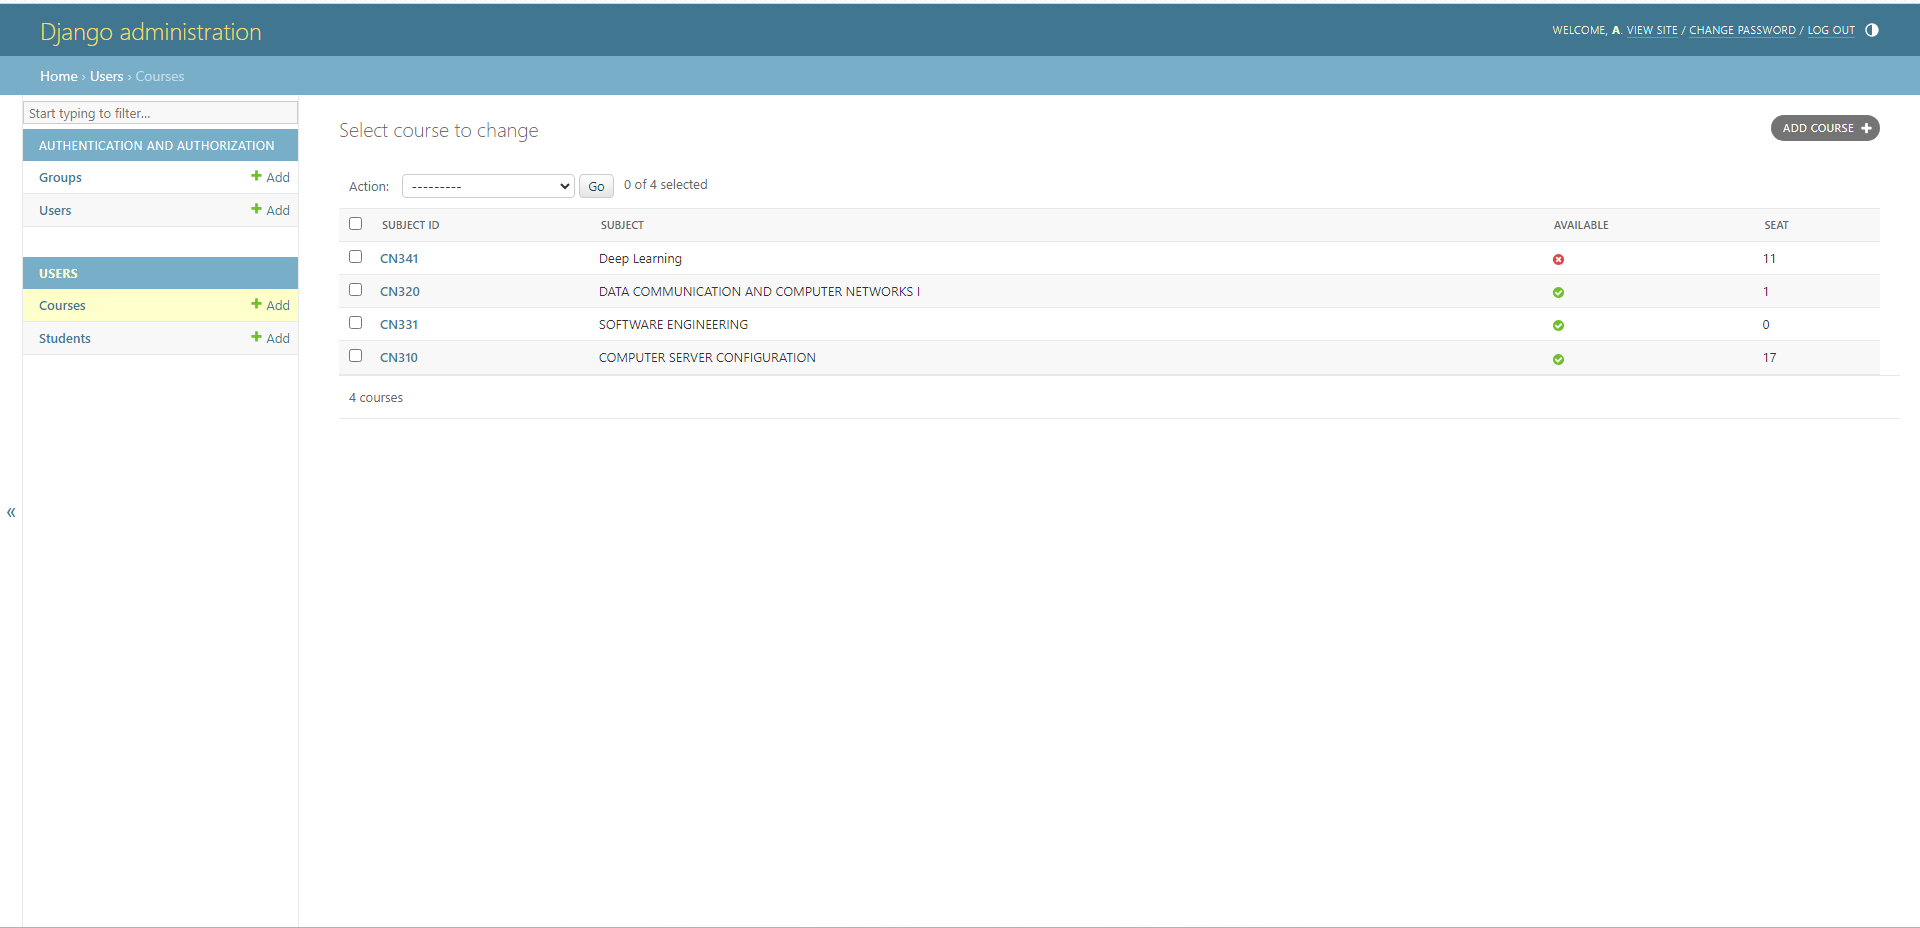 Django administration
WELCOME, A. VIEW SITE / CHANGE PASSWORD / LOG OUT
Home › Users › Courses
Start typing to filter...
AUTHENTICATION AND AUTHORIZATION
Groups + Add
Users + Add
USERS
Courses + Add
Students + Add
«
Select course to change
ADD COURSE +
Action: --------- Go 0 of 4 selected
SUBJECT ID SUBJECT AVAILABLE SEAT
CN341 Deep Learning 11
CN320 DATA COMMUNICATION AND COMPUTER NETWORKS I 1
CN331 SOFTWARE ENGINEERING 0
CN310 COMPUTER SERVER CONFIGURATION 17
4 courses